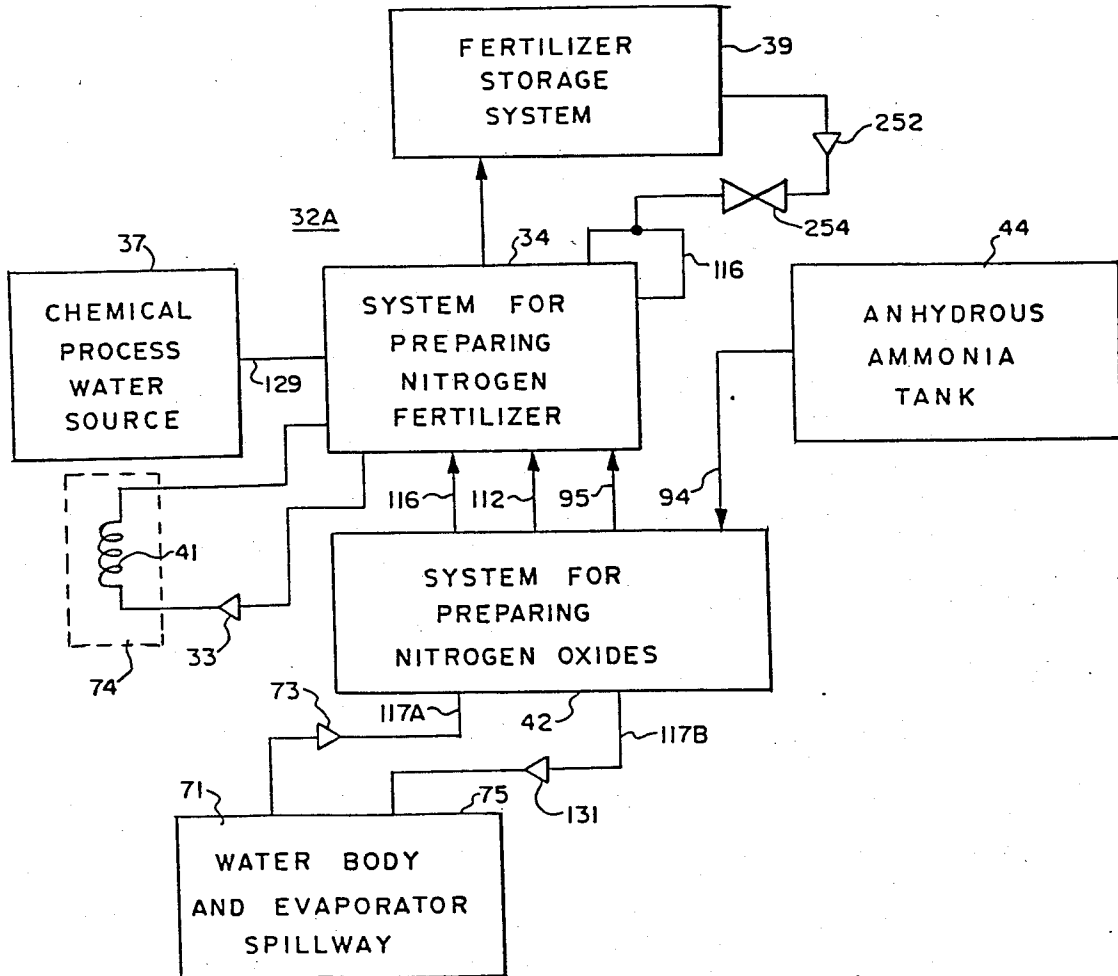 FERTILIZER
STORAGE
SYSTEM
39
252
254
32A
37
CHEMICAL
PROCESS
WATER
SOURCE
129
34
SYSTEM FOR
PREPARING
NITROGEN
FERTILIZER
116
44
ANHYDROUS
AMMONIA
TANK
116
112
95
94
41
33
74
SYSTEM FOR
PREPARING
NITROGEN OXIDES
73
117A
42
117B
131
71
75
WATER BODY
AND EVAPORATOR
SPILLWAY